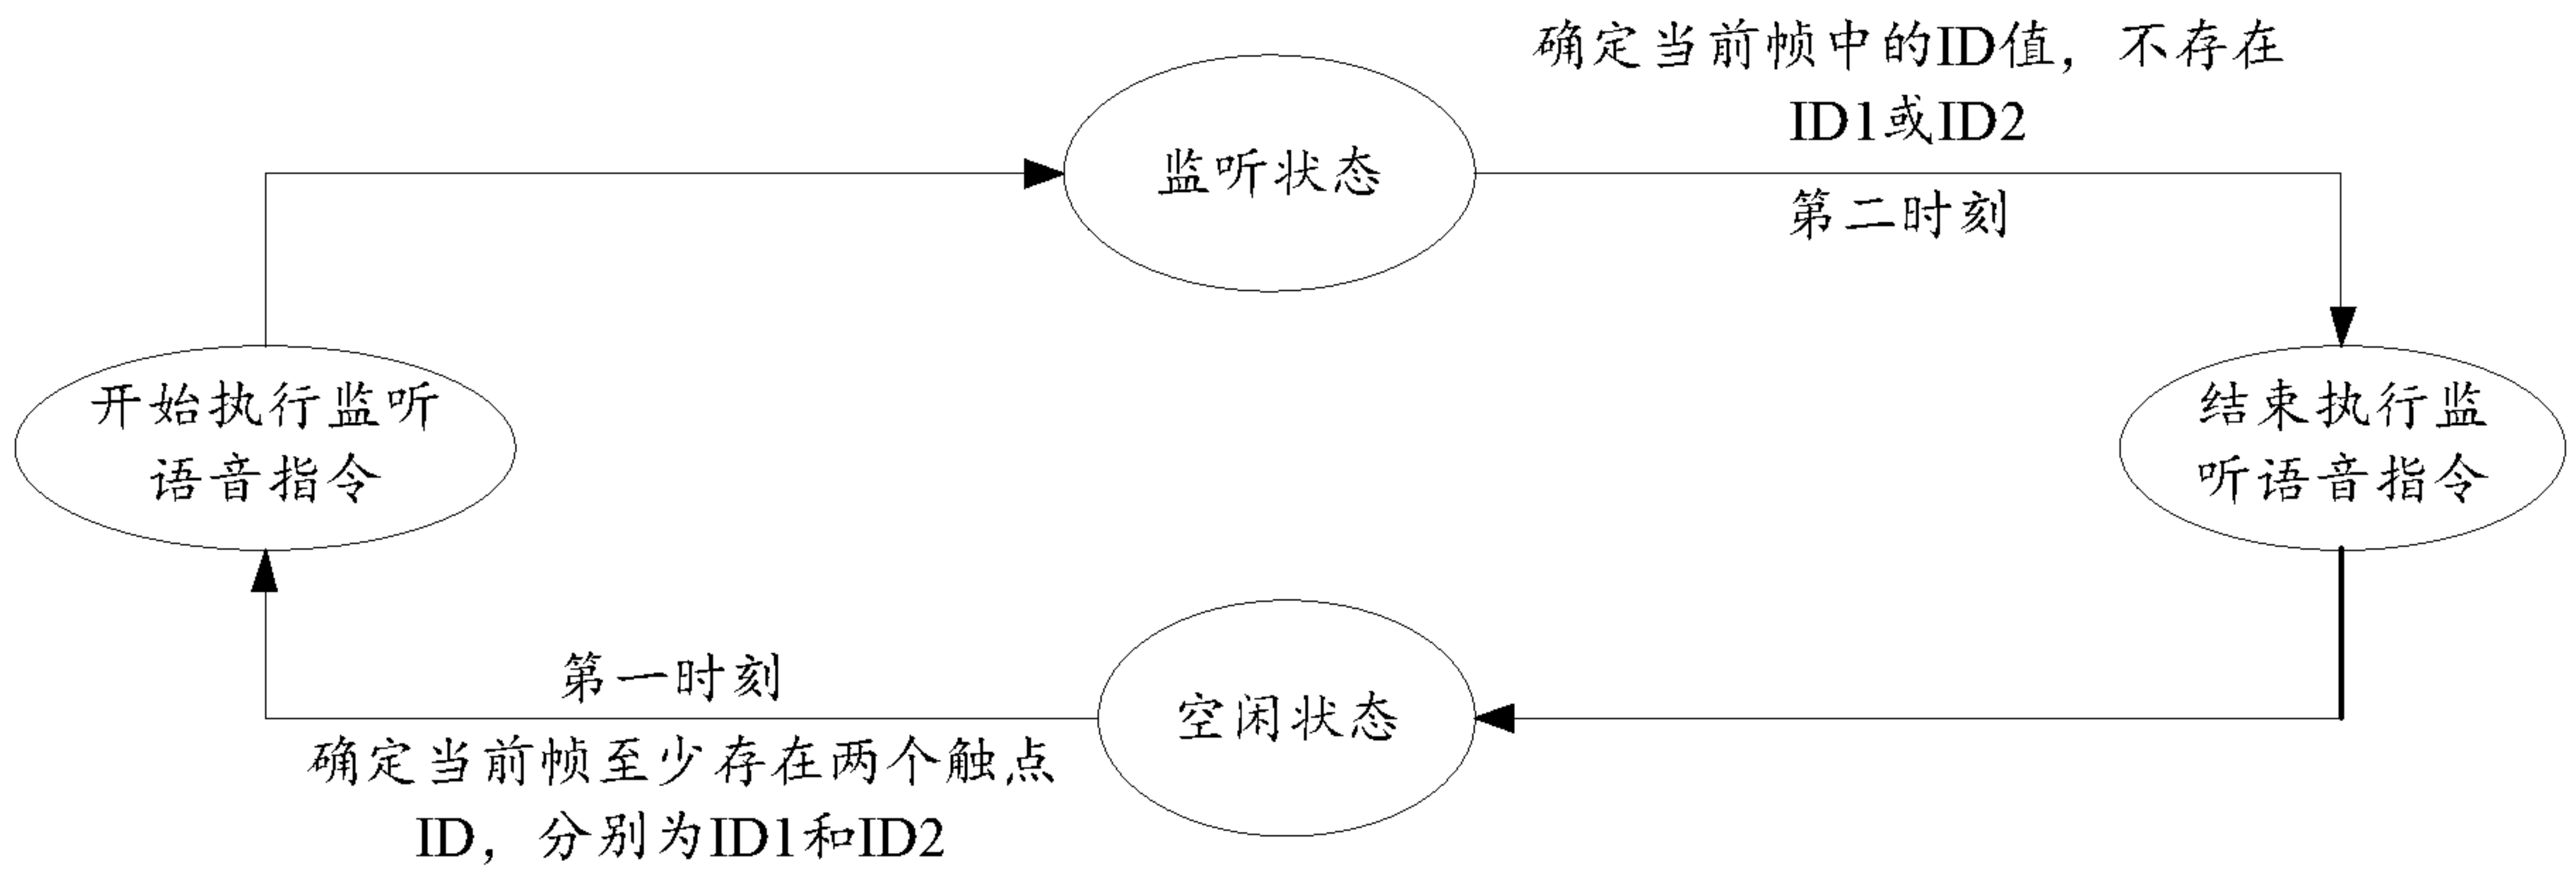 确定当前帧中的ID值，不存在
ID1或ID2
监听状态
第二时刻
开始执行监听
语音指令
结束执行监
听语音指令
第一时刻
空闲状态
确定当前帧至少存在两个触点
ID，分别为ID1和ID2